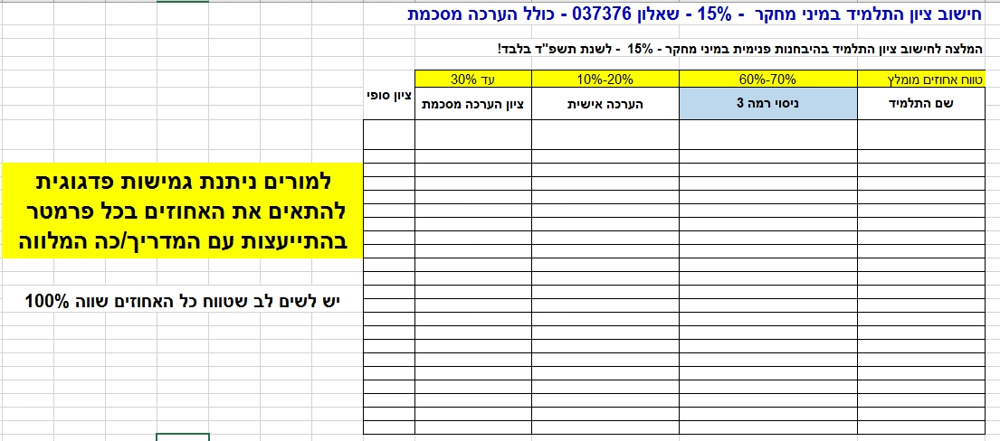 חישוב ציון התלמיד במיני מחקר - 15% - שאלון 037376 - כולל הערכה מסכמת
המלצה לחישוב ציון התלמיד בהיבחנות פנימית במיני מחקר - 15% - לשנת תשפ"ד בלבד!
טווח אחוזים מומלץ 60%-70% 10%-20% עד 30%
שם התלמיד ניסוי רמה 3 הערכה אישית ציון הערכה מסכמת ציון סופי
למורים ניתנת גמישות פדגוגית
להתאים את האחוזים בכל פרמטר
בהתייעצות עם המדריך/כה המלווה
יש לשים לב שטווח כל האחוזים שווה 100%